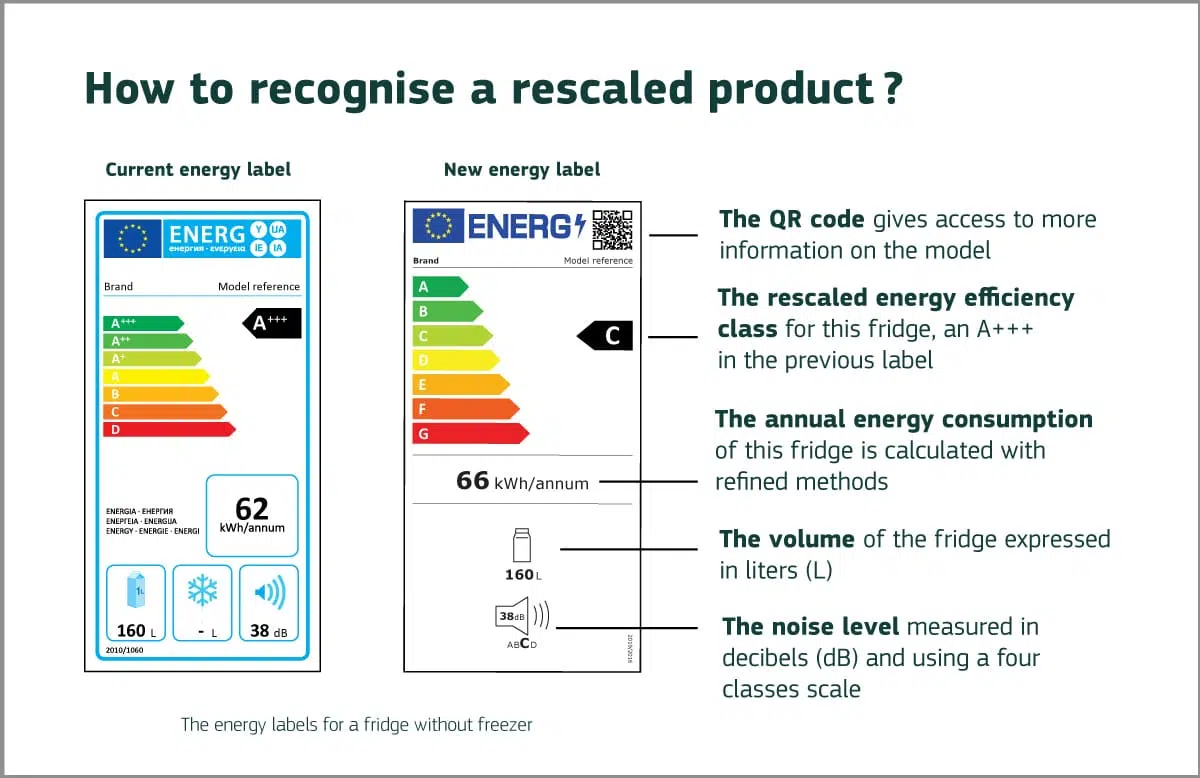 How to recognise a rescaled product ?
Current energy label
ENERG
Y UA
енергия · ενεργεια
IE IA
Brand Model reference
A+++
A+++
A++
A+
A
B
C
D
ENERGIA · ЕНЕРГИЯ
ΕΝΕΡΓΕΙΑ · ENERGIJA
ENERGY · ENERGIE · ENERGI
62
kWh/annum
1L
160 L
- L
38 dB
2010/1060
New energy label
ENERG
Brand Model reference
A
B
C
C
D
E
F
G
66 kWh/annum
160 L
38dB
ABCD
2019/2016
The QR code gives access to more
information on the model
The rescaled energy efficiency
class for this fridge, an A+++
in the previous label
The annual energy consumption
of this fridge is calculated with
refined methods
The volume of the fridge expressed
in liters (L)
The noise level measured in
decibels (dB) and using a four
classes scale
The energy labels for a fridge without freezer